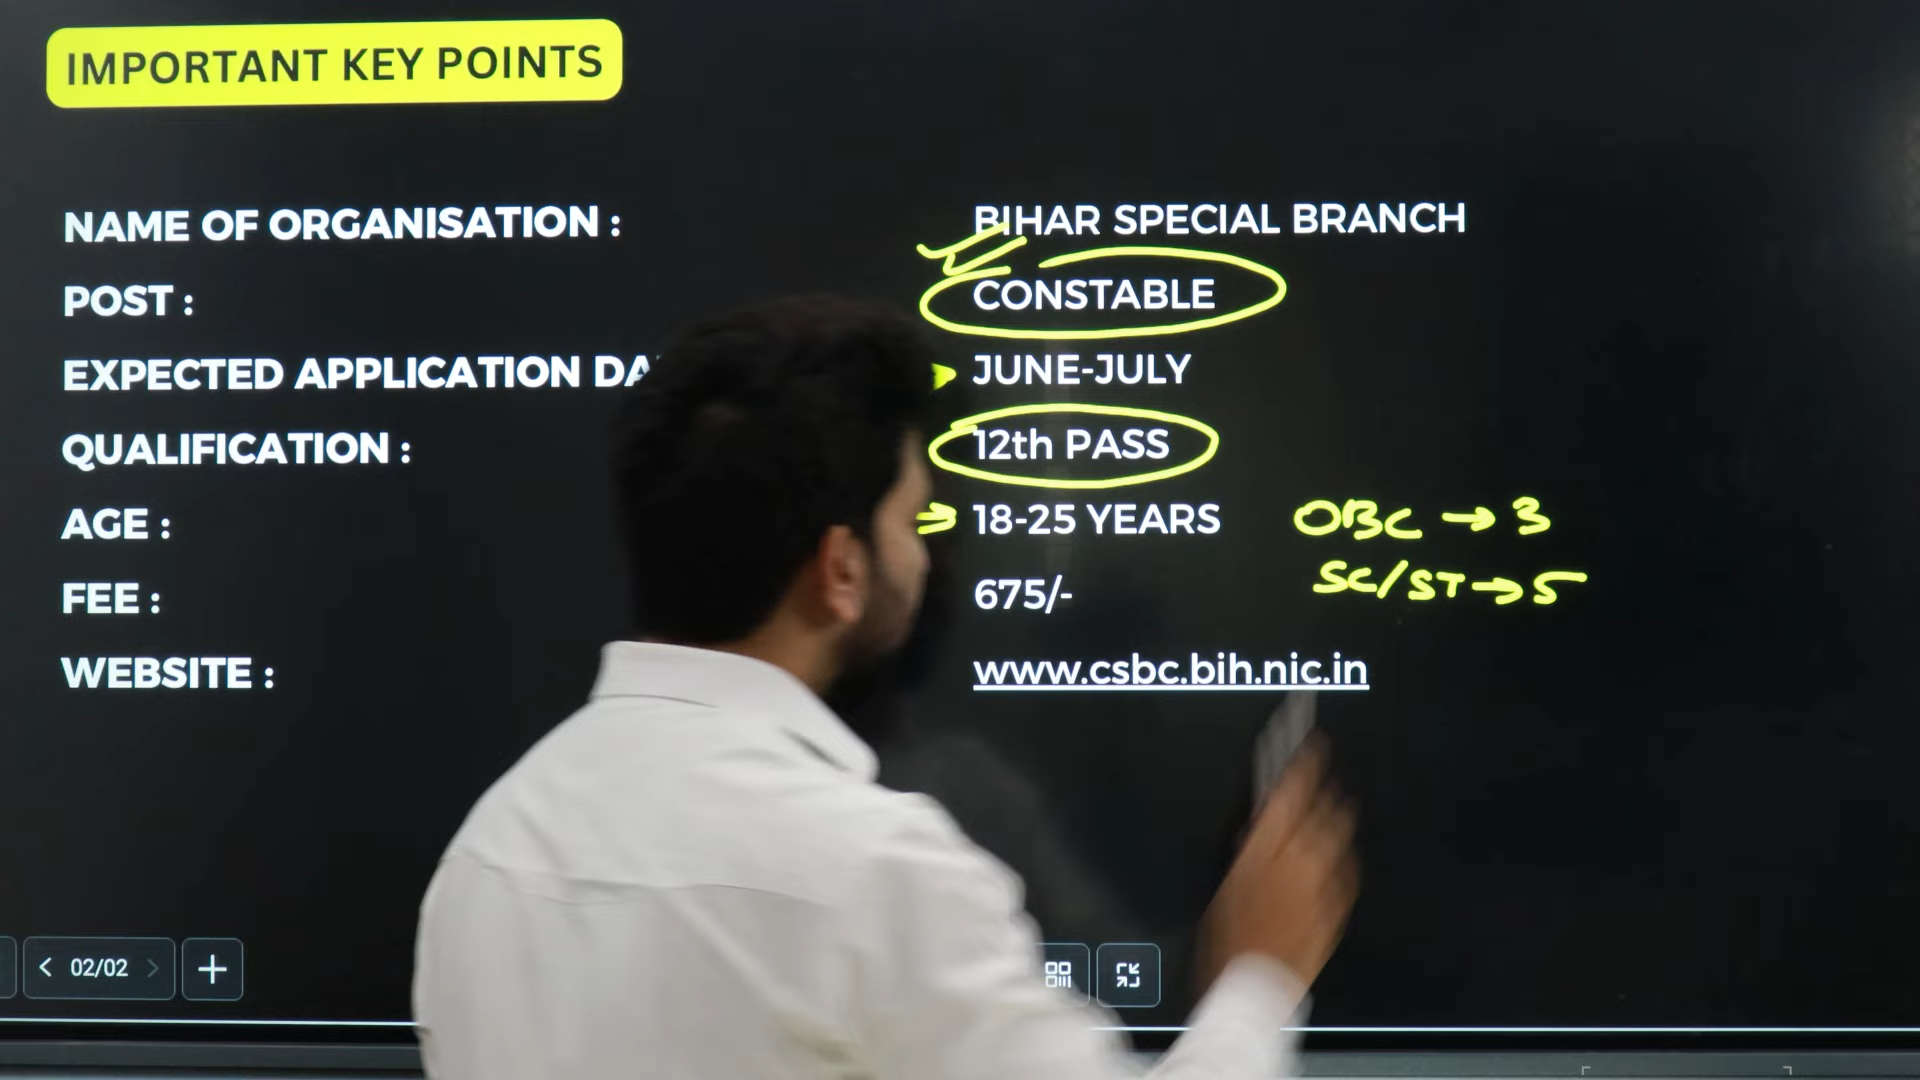 IMPORTANT KEY POINTS
NAME OF ORGANISATION : BIHAR SPECIAL BRANCH
POST : CONSTABLE
EXPECTED APPLICATION JUNE-JULY
QUALIFICATION : 12th PASS
AGE : 18-25 YEARS OBC → 3
SC/ST → 5
FEE : 675/-
WEBSITE : www.csbc.bih.nic.in
02/02